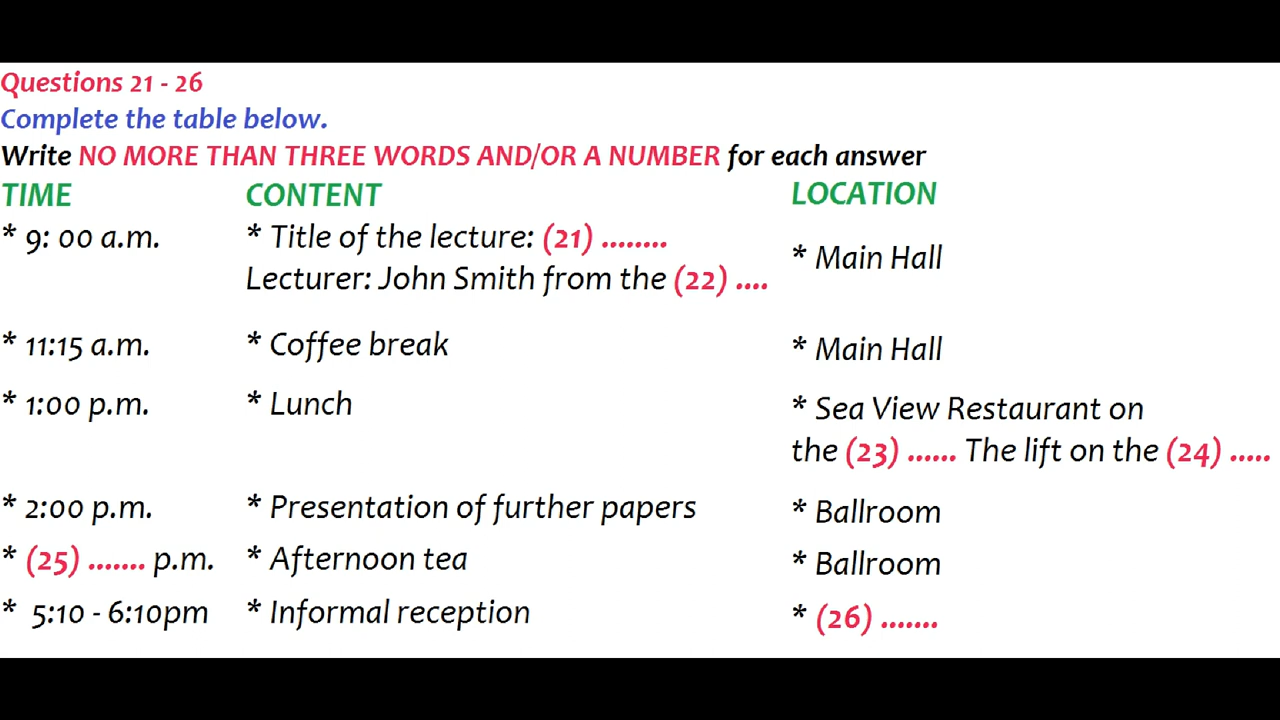 Questions 21 - 26
Complete the table below.
Write NO MORE THAN THREE WORDS AND/OR A NUMBER for each answer
TIME CONTENT LOCATION
* 9: 00 a.m. * Title of the lecture: (21) ........
* Main Hall
Lecturer: John Smith from the (22) ....
* 11:15 a.m. * Coffee break * Main Hall
* 1:00 p.m. * Lunch * Sea View Restaurant on
the (23) ...... The lift on the (24) .....
* 2:00 p.m. * Presentation of further papers * Ballroom
* (25) ....... p.m. * Afternoon tea * Ballroom
* 5:10 - 6:10pm * Informal reception * (26) .......